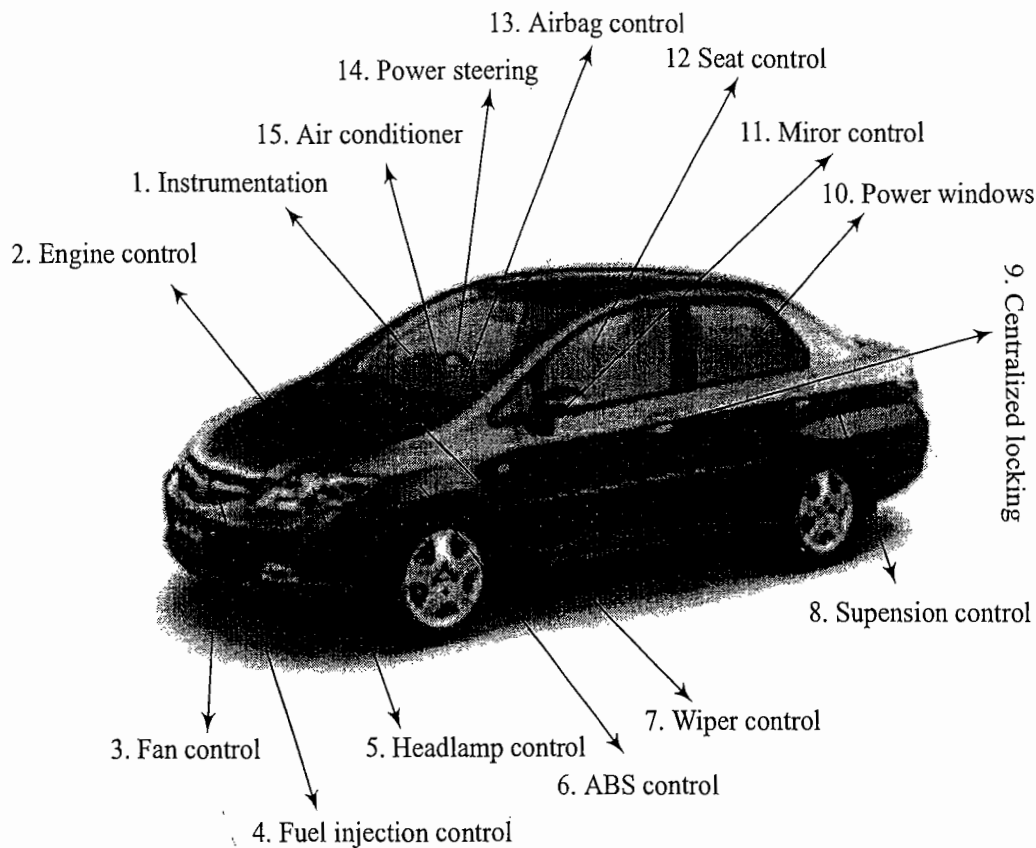 13. Airbag control
12 Seat control
14. Power steering
15. Air conditioner
11. Miror control
1. Instrumentation
10. Power windows
2. Engine control
9. Centralized locking
8. Supension control
7. Wiper control
3. Fan control
5. Headlamp control
6. ABS control
4. Fuel injection control